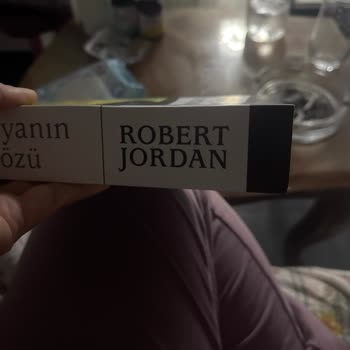 yanın
özü
ROBERT
JORDAN